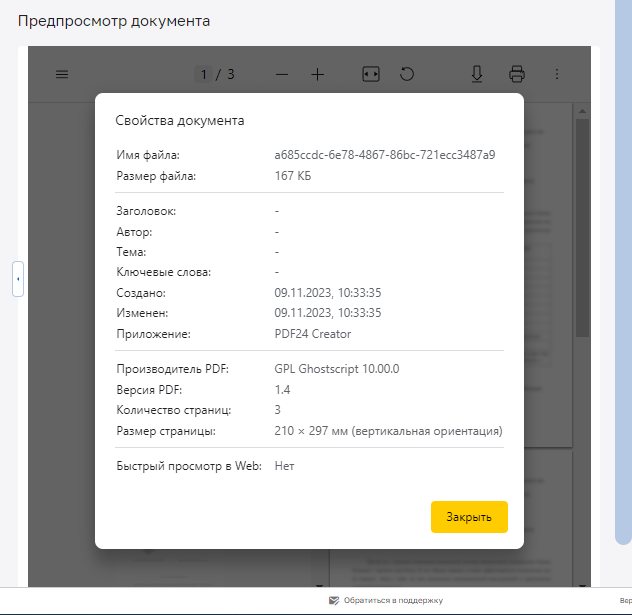 Предпросмотр документа
1 / 3
Свойства документа
Имя файла: a685ccdc-6e78-4867-86bc-721ecc3487a9
Размер файла: 167 КБ
Заголовок: -
Автор: -
Тема: -
Ключевые слова: -
Создано: 09.11.2023, 10:33:35
Изменен: 09.11.2023, 10:33:35
Приложение: PDF24 Creator
Производитель PDF: GPL Ghostscript 10.00.0
Версия PDF: 1.4
Количество страниц: 3
Размер страницы: 210 × 297 мм (вертикальная ориентация)
Быстрый просмотр в Web: Нет
Закрыть
Обратиться в поддержку
Вер